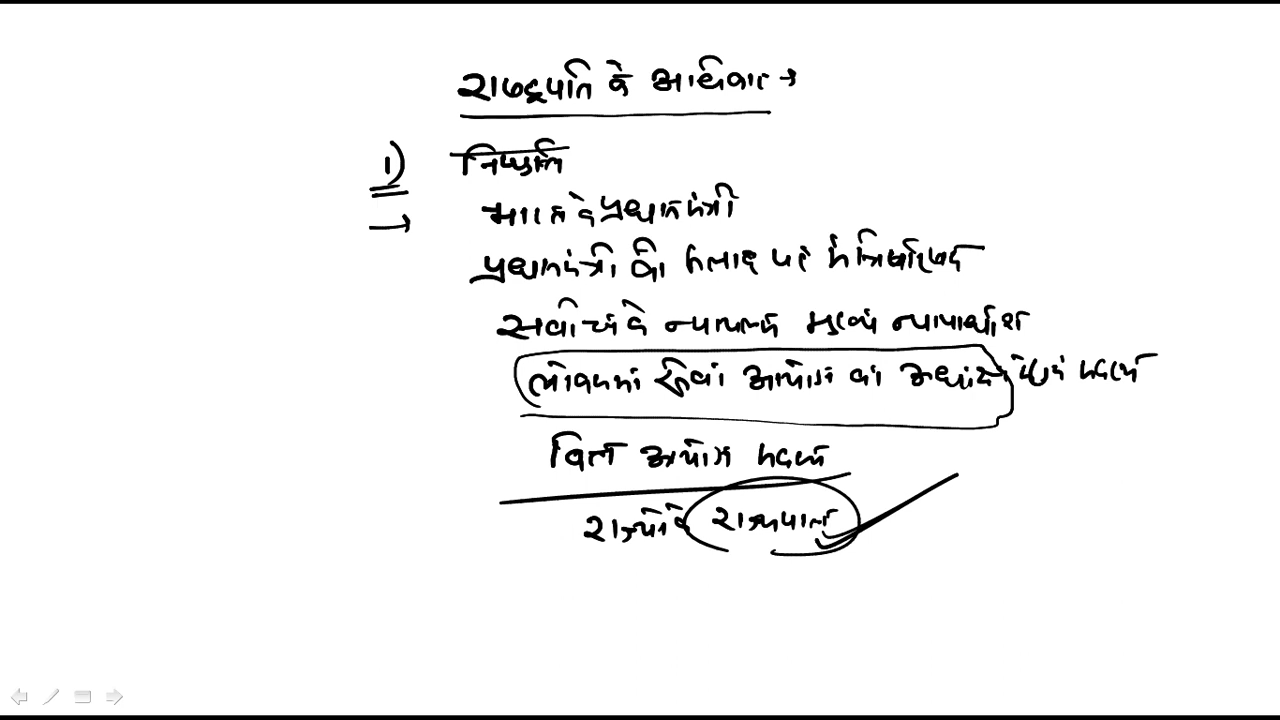 राष्ट्रपति के अधिकार →
1) नियुक्ति
→ भारत के प्रधानमंत्री
प्रधानमंत्री की सलाह पर मंत्रिपरिषद
सर्वोच्च के न्यायालय मुख्य न्यायाधीश
लोकसेवा आयोग का अध्यक्ष एवं सदस्य
वित्त आयोग सदस्य
राज्यों के राज्यपाल